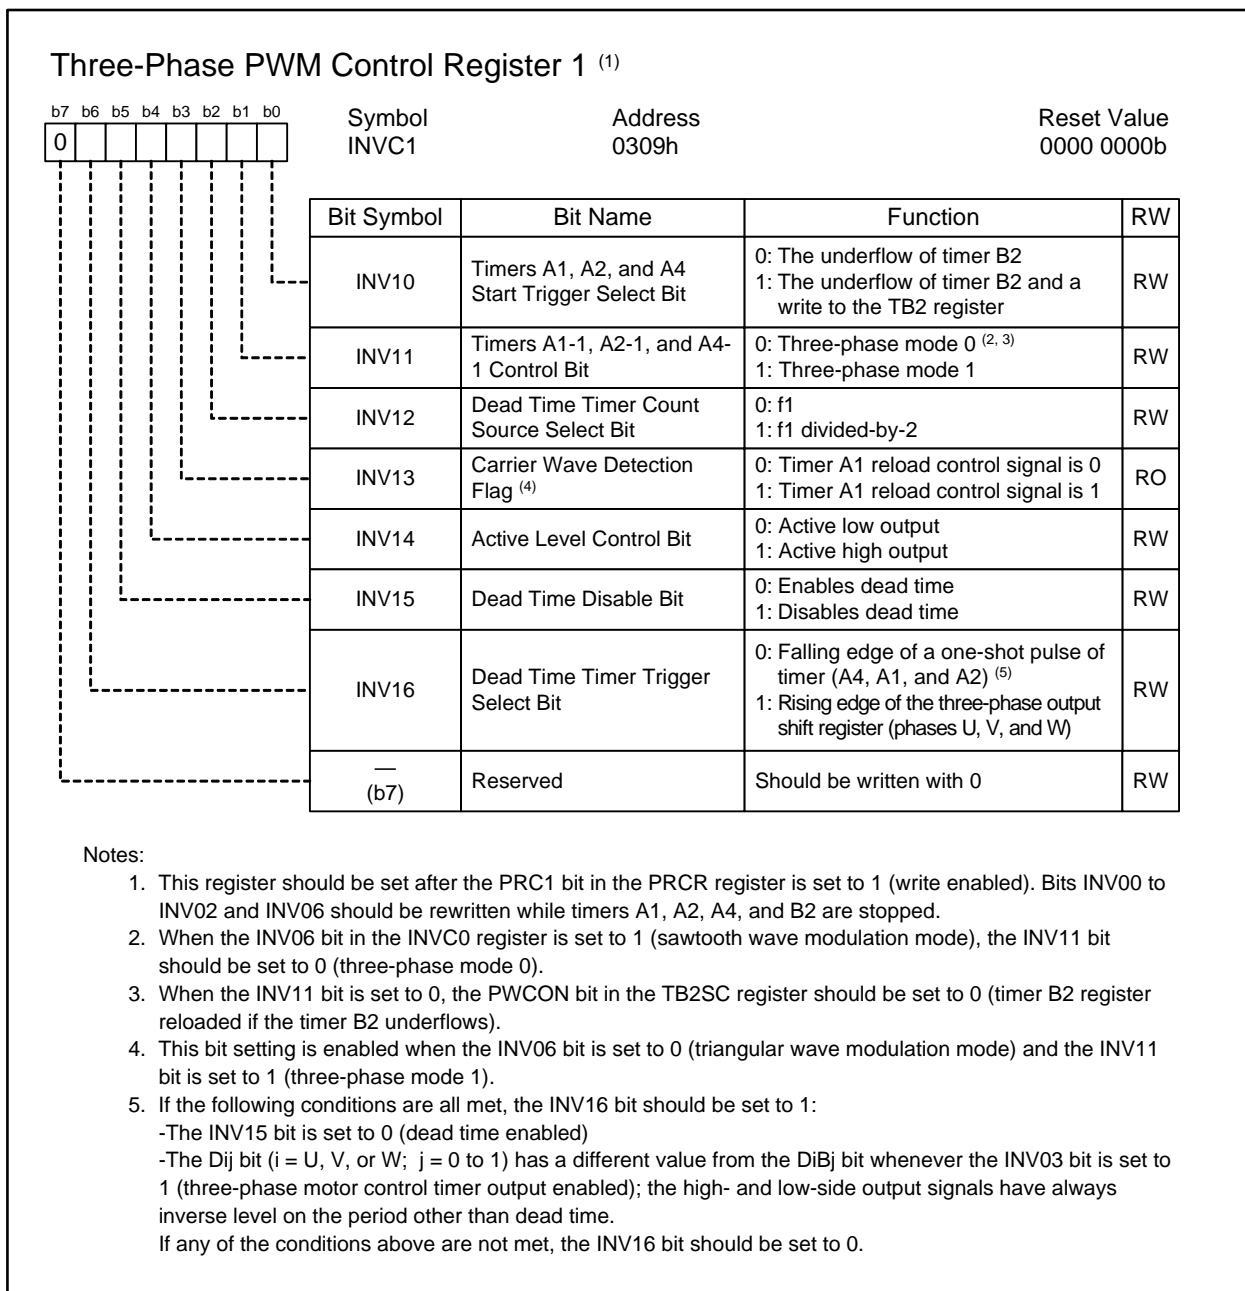 Three-Phase PWM Control Register 1 (1)
b7 b6 b5 b4 b3 b2 b1 b0
0
Symbol Address Reset Value
INVC1 0309h 0000 0000b
Bit Symbol Bit Name Function RW
INV10
Timers A1, A2, and A4
Start Trigger Select Bit
0: The underflow of timer B2
1: The underflow of timer B2 and a
write to the TB2 register
RW
INV11
Timers A1-1, A2-1, and A4-
1 Control Bit
0: Three-phase mode 0 (2, 3)
1: Three-phase mode 1
RW
INV12
Dead Time Timer Count
Source Select Bit
0: f1
1: f1 divided-by-2
RW
INV13
Carrier Wave Detection
Flag (4)
0: Timer A1 reload control signal is 0
1: Timer A1 reload control signal is 1
RO
INV14
Active Level Control Bit
0: Active low output
1: Active high output
RW
INV15
Dead Time Disable Bit
0: Enables dead time
1: Disables dead time
RW
INV16
Dead Time Timer Trigger
Select Bit
0: Falling edge of a one-shot pulse of
timer (A4, A1, and A2) (5)
1: Rising edge of the three-phase output
shift register (phases U, V, and W)
RW
—
(b7)
Reserved
Should be written with 0
RW
Notes:
1. This register should be set after the PRC1 bit in the PRCR register is set to 1 (write enabled). Bits INV00 to
INV02 and INV06 should be rewritten while timers A1, A2, A4, and B2 are stopped.
2. When the INV06 bit in the INVC0 register is set to 1 (sawtooth wave modulation mode), the INV11 bit
should be set to 0 (three-phase mode 0).
3. When the INV11 bit is set to 0, the PWCON bit in the TB2SC register should be set to 0 (timer B2 register
reloaded if the timer B2 underflows).
4. This bit setting is enabled when the INV06 bit is set to 0 (triangular wave modulation mode) and the INV11
bit is set to 1 (three-phase mode 1).
5. If the following conditions are all met, the INV16 bit should be set to 1:
-The INV15 bit is set to 0 (dead time enabled)
-The Dij bit (i = U, V, or W; j = 0 to 1) has a different value from the DiBj bit whenever the INV03 bit is set to
1 (three-phase motor control timer output enabled); the high- and low-side output signals have always
inverse level on the period other than dead time.
If any of the conditions above are not met, the INV16 bit should be set to 0.